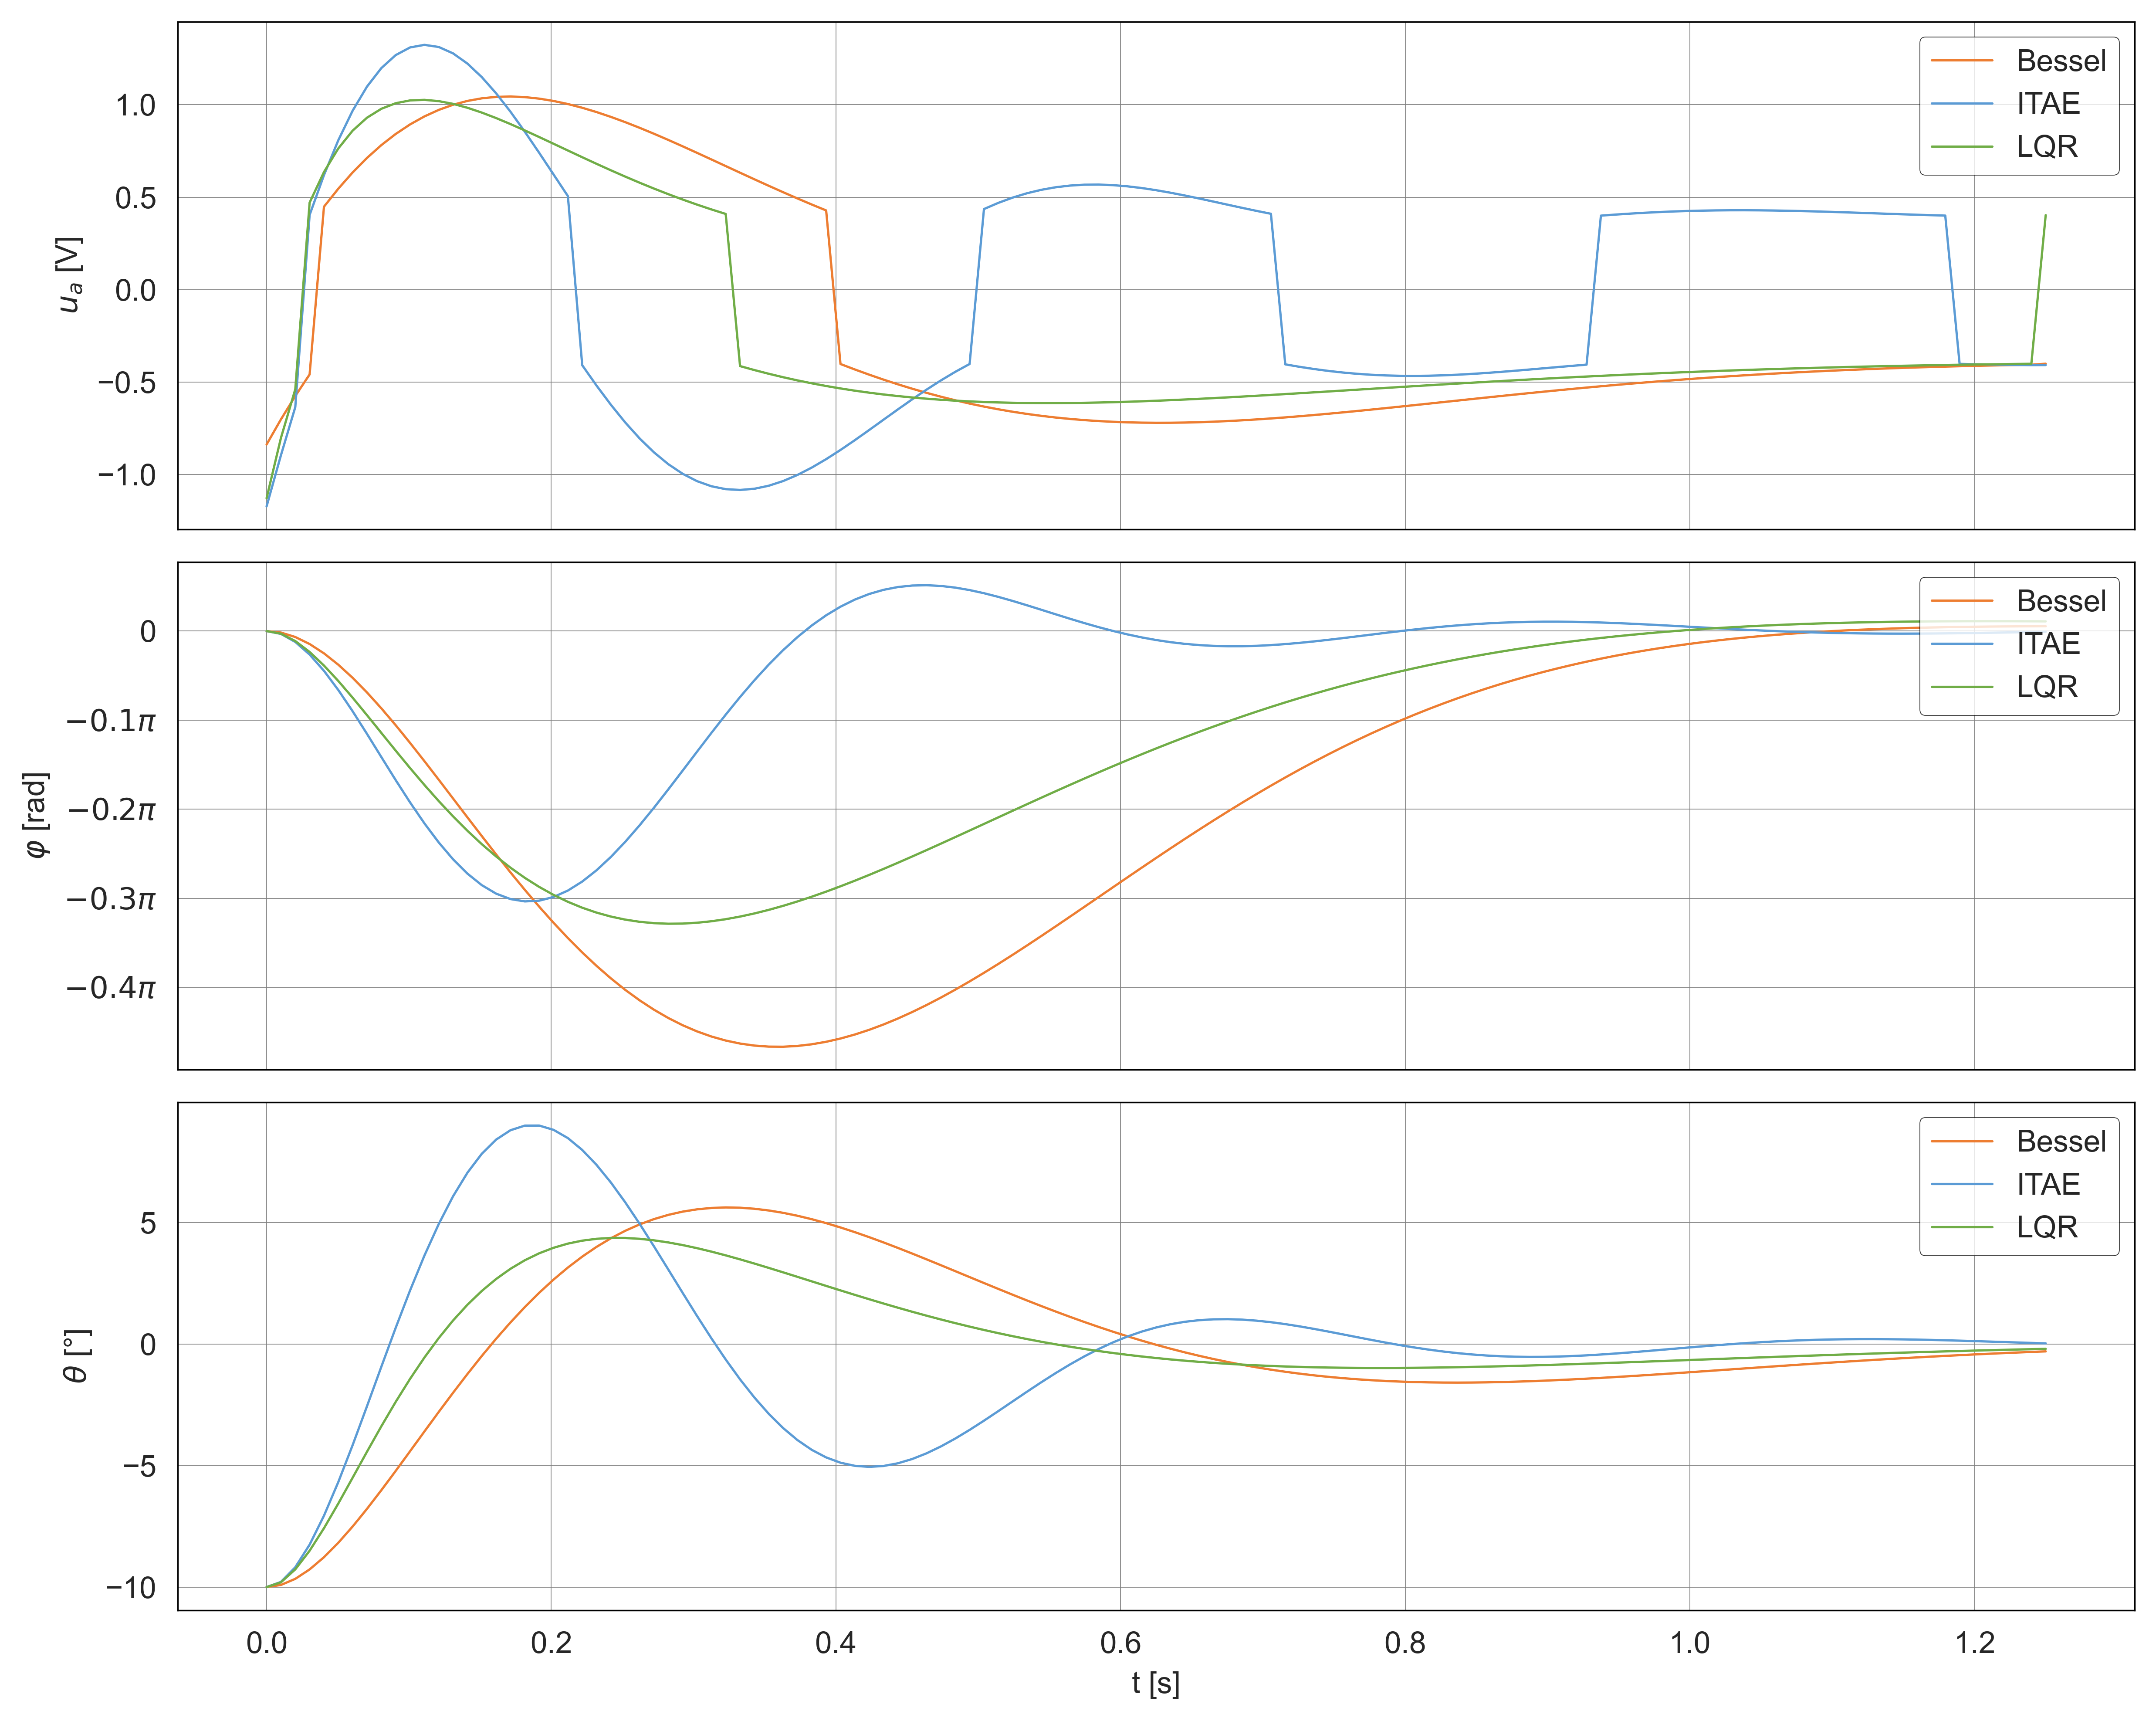 1.0
0.5
0.0
−0.5
−1.0
uₐ [V]
Bessel
ITAE
LQR
0
−0.1π
−0.2π
−0.3π
−0.4π
φ [rad]
Bessel
ITAE
LQR
5
0
−5
−10
θ [°]
Bessel
ITAE
LQR
0.0 0.2 0.4 0.6 0.8 1.0 1.2
t [s]